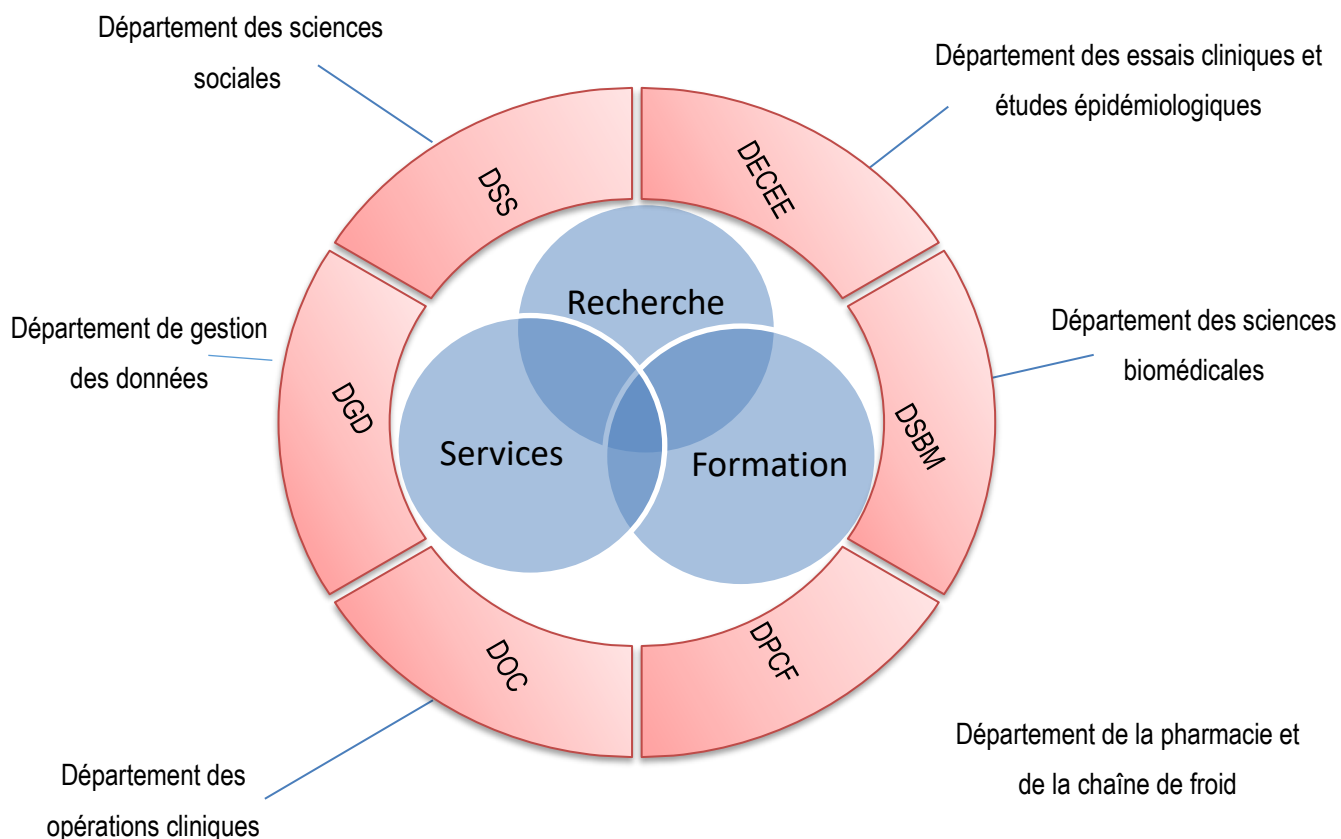 Département des sciences
sociales
Département des essais cliniques et
études épidémiologiques
DSS
DECEE
Recherche
Département de gestion
des données
Département des sciences
biomédicales
DGD
Services
Formation
DSBM
DOC
DPCF
Département de la pharmacie et
de la chaîne de froid
Département des
opérations cliniques